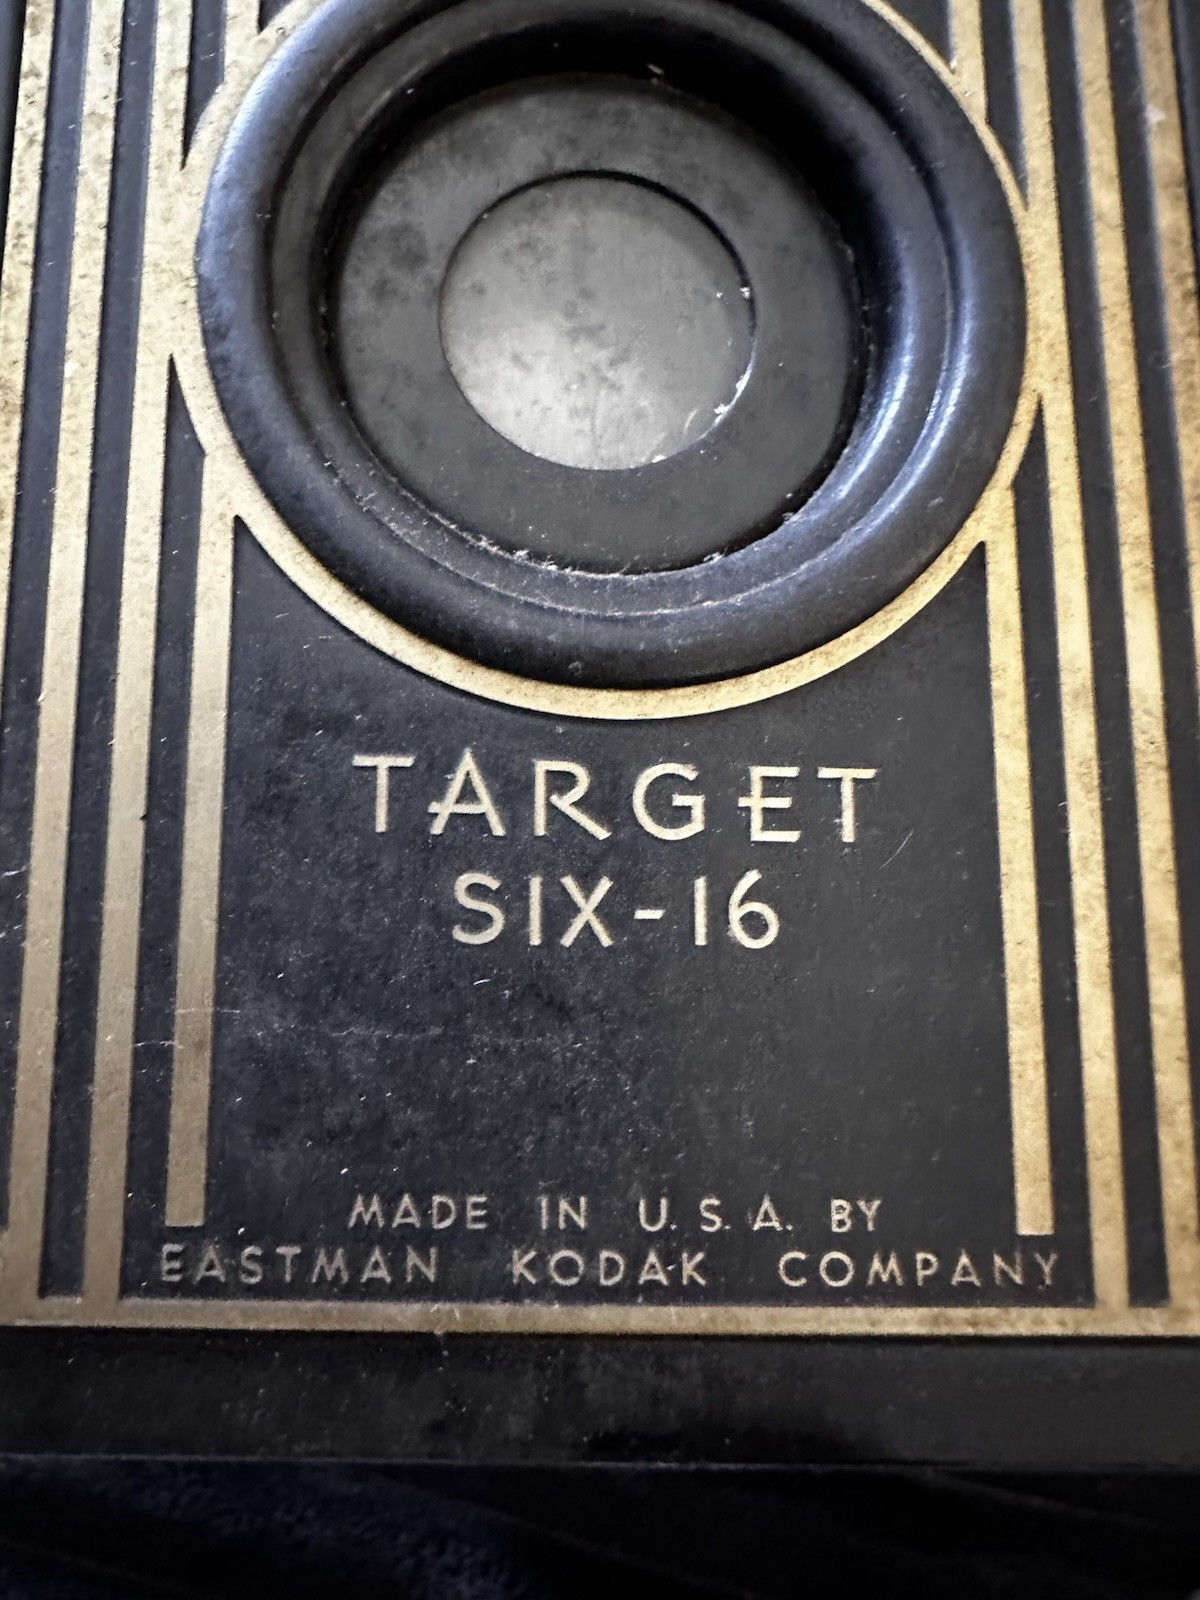 TARGET
SIX-16
MADE IN U.S.A. BY
EASTMAN KODAK COMPANY